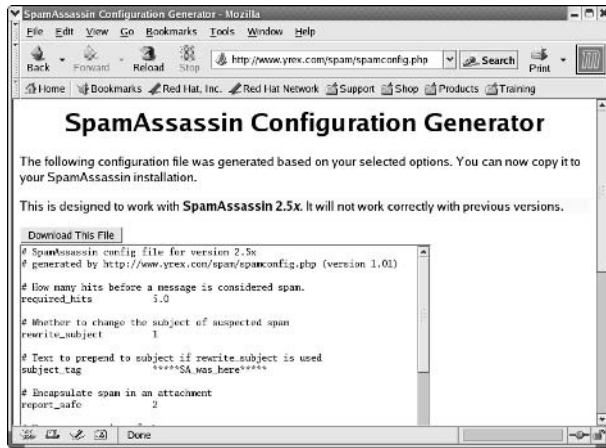 SpamAssassin Configuration Generator - Mozilla
File Edit View Go Bookmarks Tools Window Help
Back Forward Reload Stop http://www.yrex.com/spam/spamconfig.php Search Print
Home Bookmarks Red Hat, Inc. Red Hat Network Support Shop Products Training
SpamAssassin Configuration Generator
The following configuration file was generated based on your selected options. You can now copy it to
your SpamAssassin installation.
This is designed to work with SpamAssassin 2.5x. It will not work correctly with previous versions.
Download This File
# SpamAssassin config file for version 2.5x
# generated by http://www.yrex.com/spam/spamconfig.php (version 1.01)
# How many hits before a message is considered spam.
required_hits 5.0
# Whether to change the subject of suspected spam
rewrite_subject 1
# Text to prepend to subject if rewrite_subject is used
subject_tag *****SA_was_here*****
# Encapsulate spam in an attachment
report_safe 2
Done